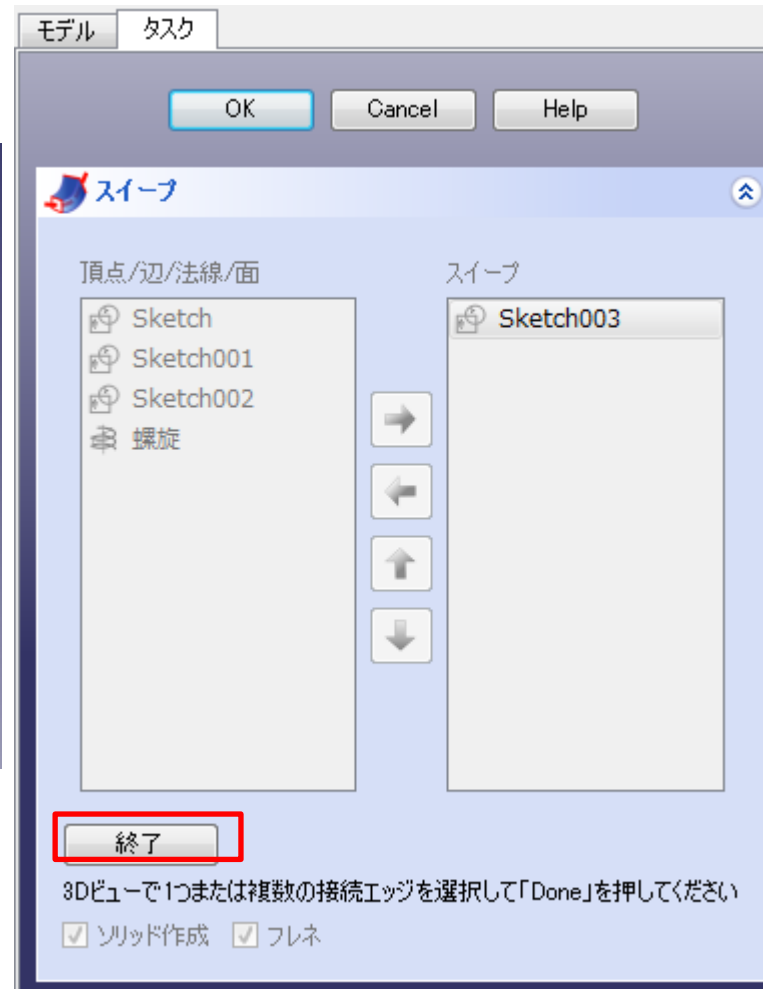 モデル タスク
OK Cancel Help
スイープ
頂点/辺/法線/面
Sketch
Sketch001
Sketch002
螺旋
スイープ
Sketch003
終了
3Dビューで1つまたは複数の接続エッジを選択して「Done」を押してください
ソリッド作成 フレネ